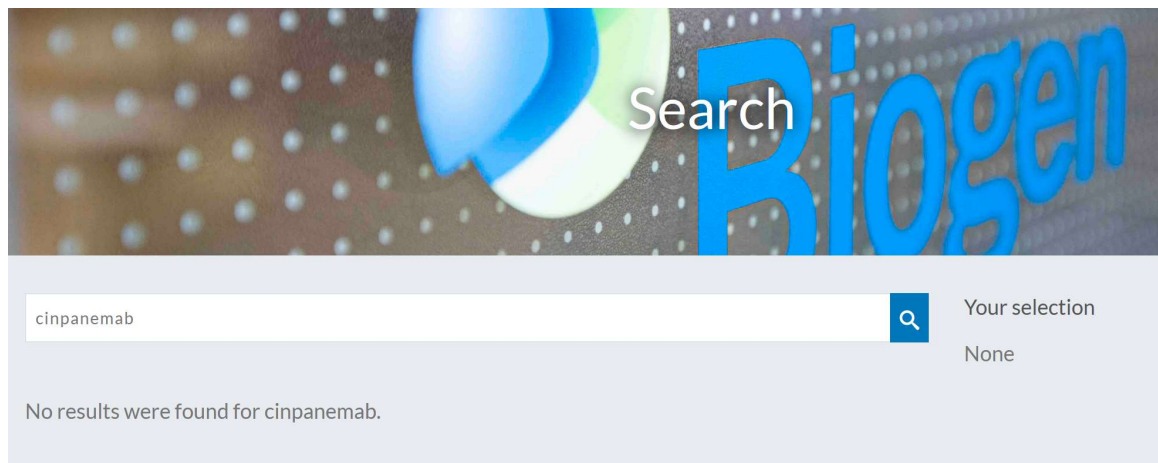 Search
Biogen
cinpanemab
Your selection
None
No results were found for cinpanemab.